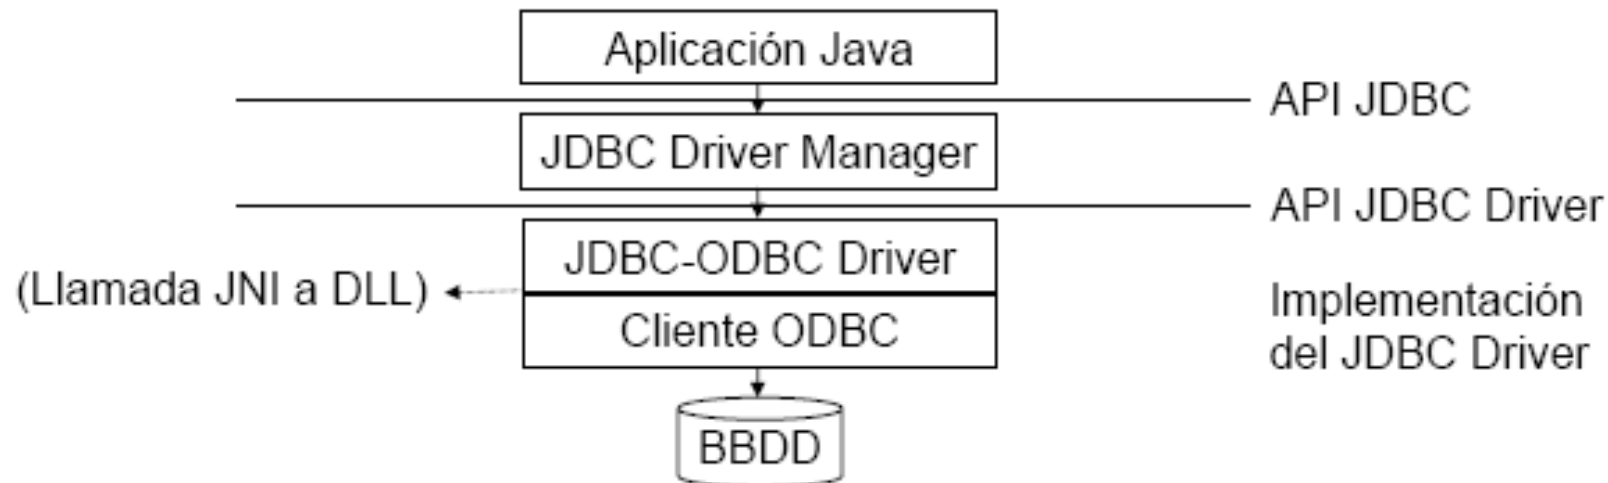 Aplicación Java
API JDBC
JDBC Driver Manager
API JDBC Driver
JDBC-ODBC Driver
(Llamada JNI a DLL)
Cliente ODBC
Implementación
del JDBC Driver
BBDD